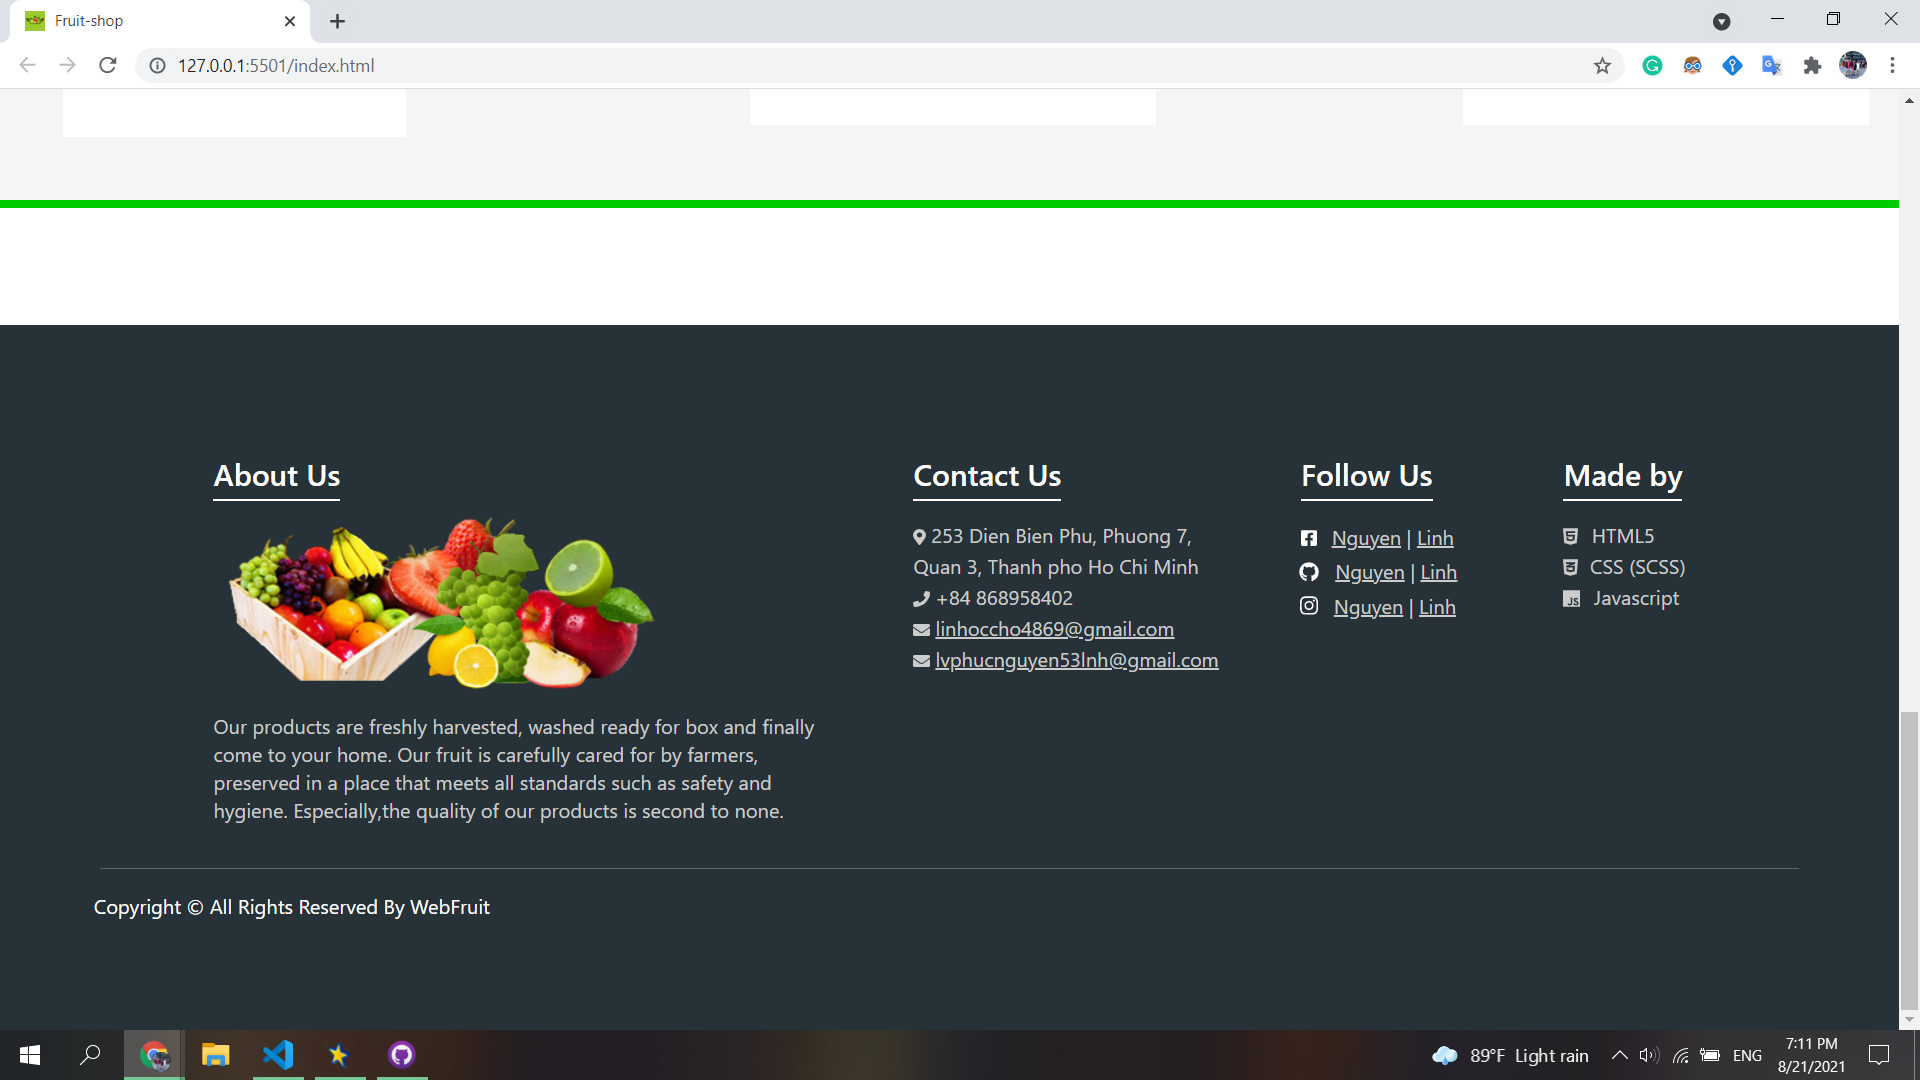 Fruit-shop
127.0.0.1:5501/index.html
About Us
Our products are freshly harvested, washed ready for box and finally
come to your home. Our fruit is carefully cared for by farmers,
preserved in a place that meets all standards such as safety and
hygiene. Especially,the quality of our products is second to none.
Contact Us
253 Dien Bien Phu, Phuong 7,
Quan 3, Thanh pho Ho Chi Minh
+84 868958402
linhoccho4869@gmail.com
lvphucnguyen53lnh@gmail.com
Follow Us
Nguyen | Linh
Nguyen | Linh
Nguyen | Linh
Made by
HTML5
CSS (SCSS)
Javascript
Copyright © All Rights Reserved By WebFruit
89°F Light rain
ENG
7:11 PM
8/21/2021